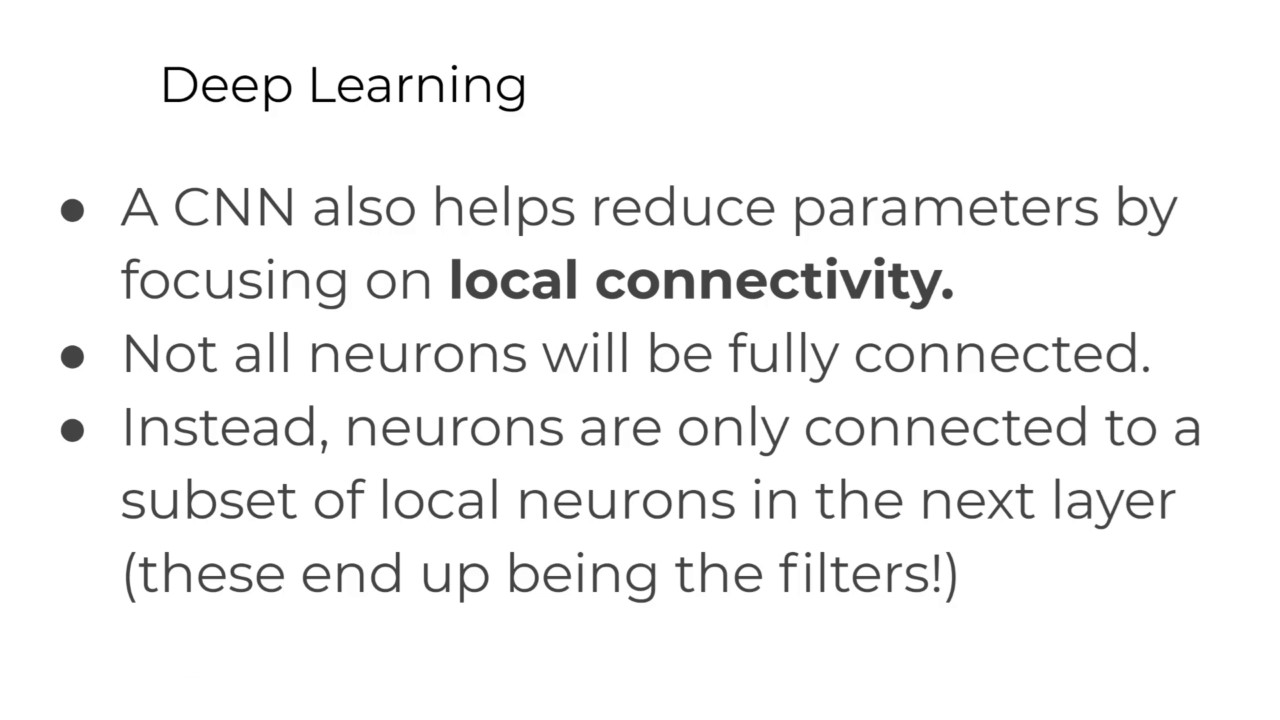 Deep Learning
● A CNN also helps reduce parameters by
focusing on local connectivity.
● Not all neurons will be fully connected.
● Instead, neurons are only connected to a
subset of local neurons in the next layer
(these end up being the filters!)